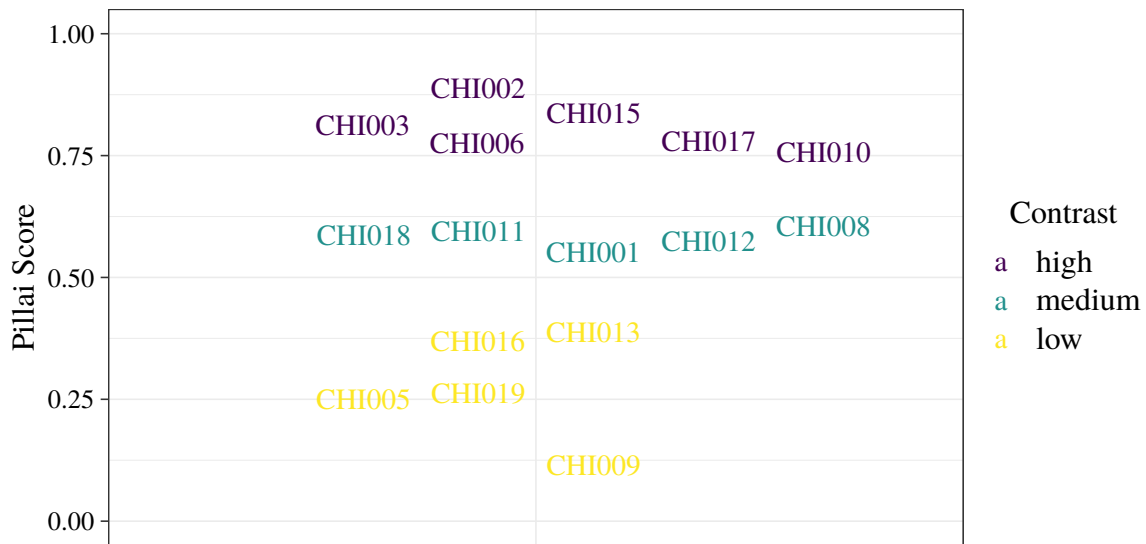 1.00
CHI002
CHI015
CHI003
CHI006
CHI017
CHI010
0.75
CHI018
CHI011
CHI001
CHI012
CHI008
0.50
CHI016
CHI013
CHI005
CHI019
0.25
CHI009
0.00
Pillai Score
Contrast
a high
a medium
a low